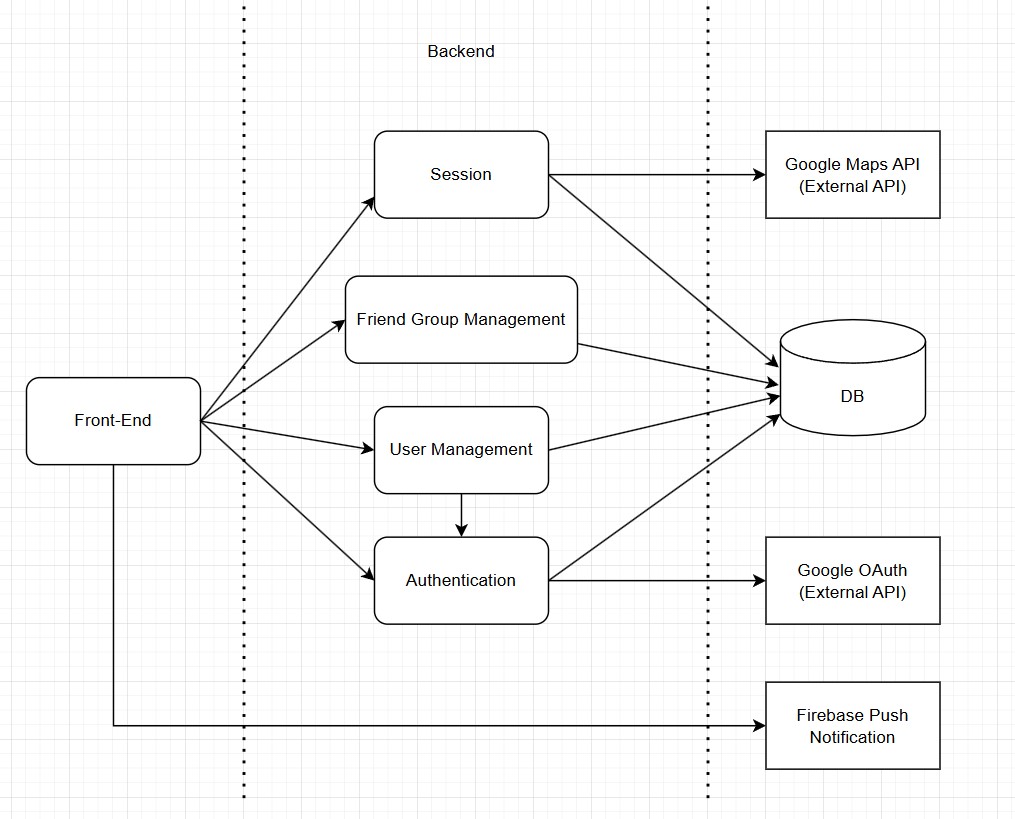 Backend
Session
Google Maps API
(External API)
Friend Group Management
Front-End
DB
User Management
Authentication
Google OAuth
(External API)
Firebase Push
Notification